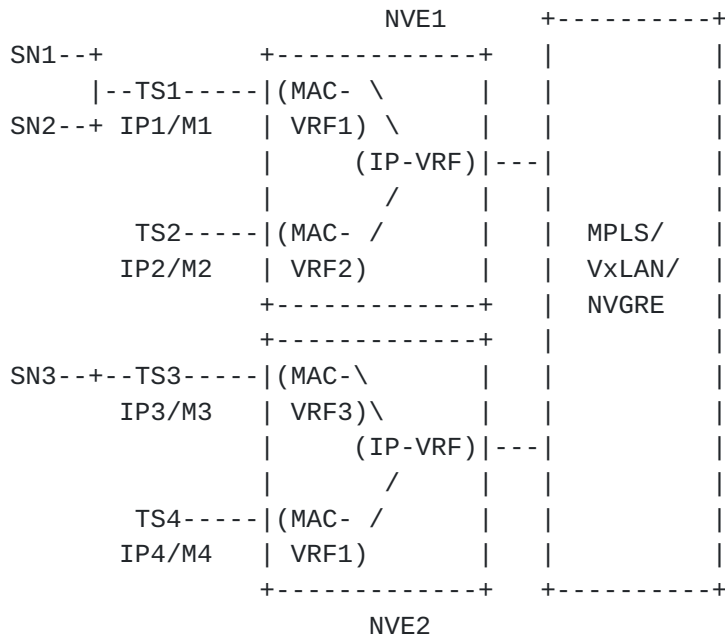 NVE1         +----------+
SN1--+          +-------------+    |          |
     |--TS1-----|(MAC- \      |    |          |
SN2--+ IP1/M1   | VRF1) \     |    |          |
                |     (IP-VRF)|---|          |
                |       /     |    |          |
       TS2-----|(MAC- /      |    |  MPLS/   |
      IP2/M2   | VRF2)       |    |  VxLAN/  |
                +-------------+    |  NVGRE   |
                +-------------+    |          |
SN3--+--TS3-----|(MAC-\       |    |          |
      IP3/M3   | VRF3)\      |    |          |
                |     (IP-VRF)|---|          |
                |       /     |    |          |
       TS4-----|(MAC- /      |    |          |
      IP4/M4   | VRF1)       |    |          |
                +-------------+    +----------+
                     NVE2